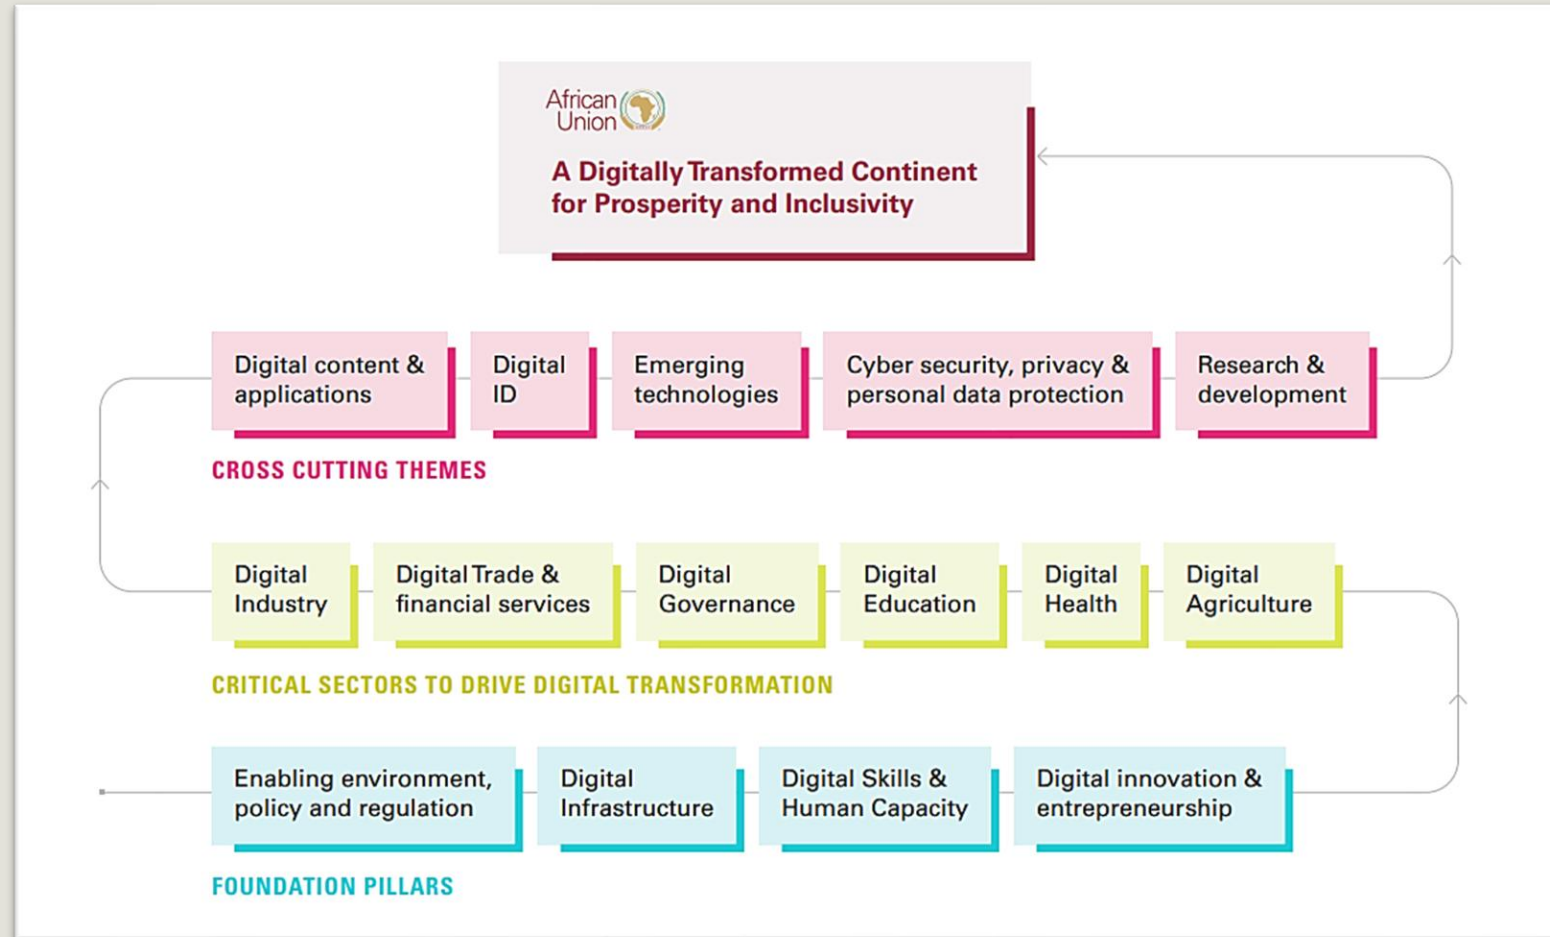 African
Union
A Digitally Transformed Continent
for Prosperity and Inclusivity
Digital content &
applications
Digital
ID
Emerging
technologies
Cyber security, privacy &
personal data protection
Research &
development
CROSS CUTTING THEMES
Digital
Industry
Digital Trade &
financial services
Digital
Governance
Digital
Education
Digital
Health
Digital
Agriculture
CRITICAL SECTORS TO DRIVE DIGITAL TRANSFORMATION
Enabling environment,
policy and regulation
Digital
Infrastructure
Digital Skills &
Human Capacity
Digital innovation &
entrepreneurship
FOUNDATION PILLARS